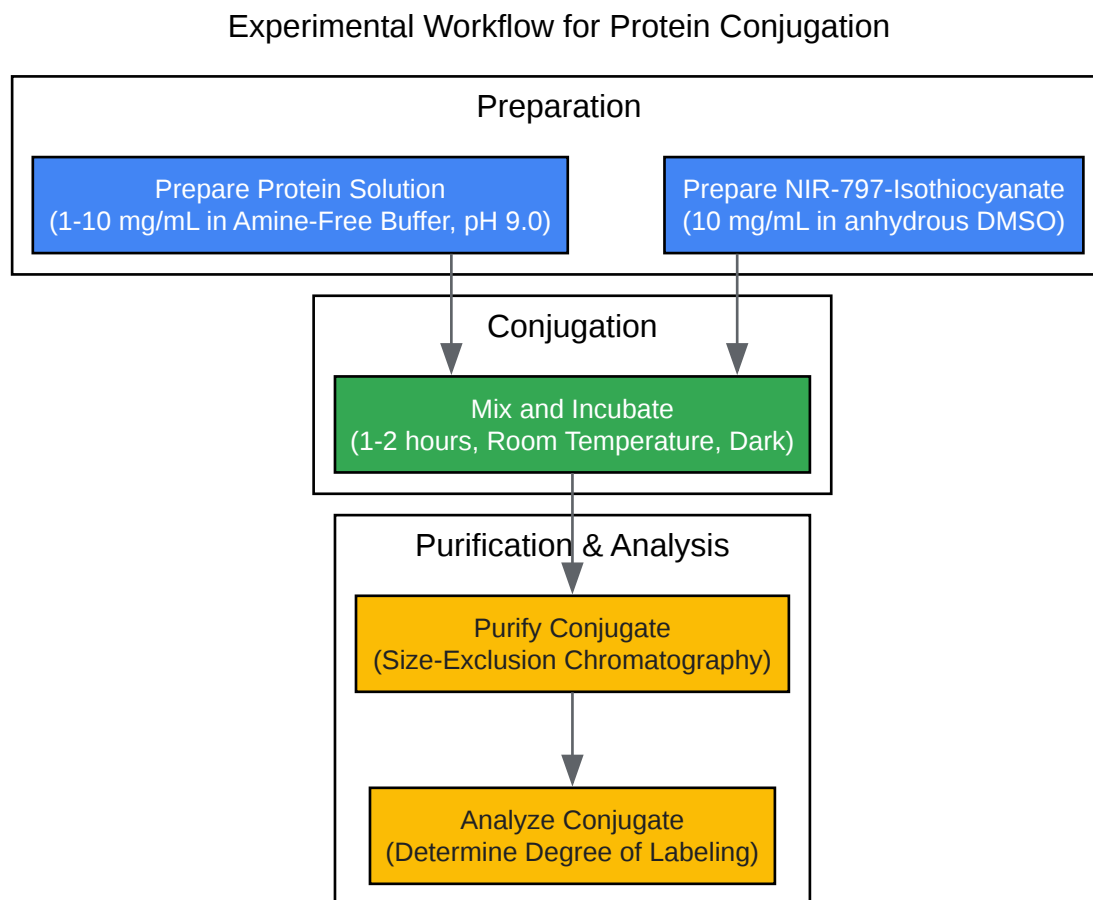 Experimental Workflow for Protein Conjugation
Preparation
Prepare Protein Solution
(1-10 mg/mL in Amine-Free Buffer, pH 9.0)
Prepare NIR-797-Isothiocyanate
(10 mg/mL in anhydrous DMSO)
Conjugation
Mix and Incubate
(1-2 hours, Room Temperature, Dark)
Purification & Analysis
Purify Conjugate
(Size-Exclusion Chromatography)
Analyze Conjugate
(Determine Degree of Labeling)